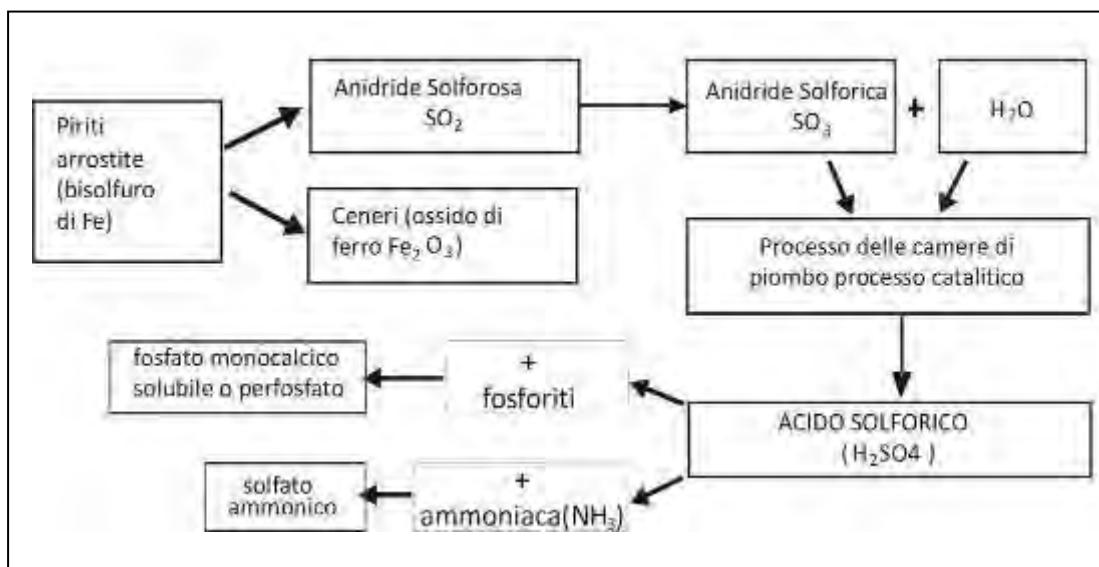 Piriti
arrostite
(bisolfuro
di Fe)
Anidride Solforosa
SO₂
Ceneri (ossido di
ferro Fe₂ O₃)
Anidride Solforica
SO₃
+
H₂O
Processo delle camere di
piombo processo catalitico
ACIDO SOLFORICO
( H₂SO4 )
+
fosforiti
fosfato monocalcico
solubile o perfosfato
+
ammoniaca(NH₃)
solfato
ammonico